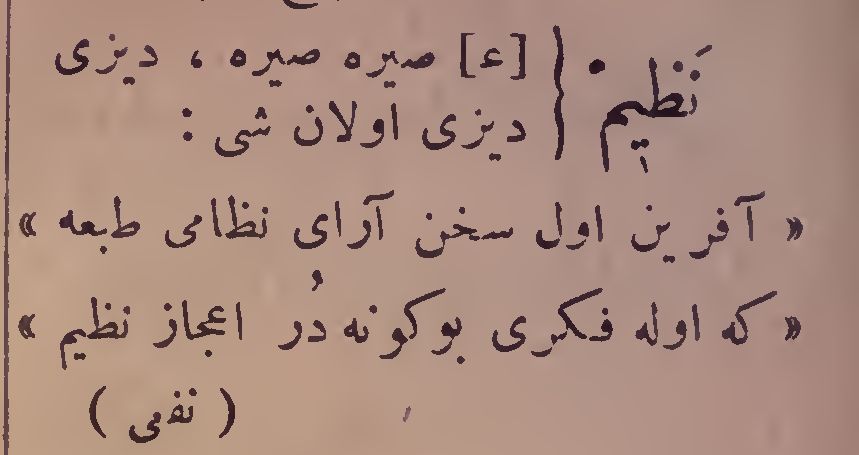 نَظیم · { [ع] صیره صیره ، دیزی
دیزی اولان شی :
« آفرین اول سخن آرای نظامی طبعه »
« که اوله فکری بوکونه دُر اعجاز نظیم »
( نفعی )